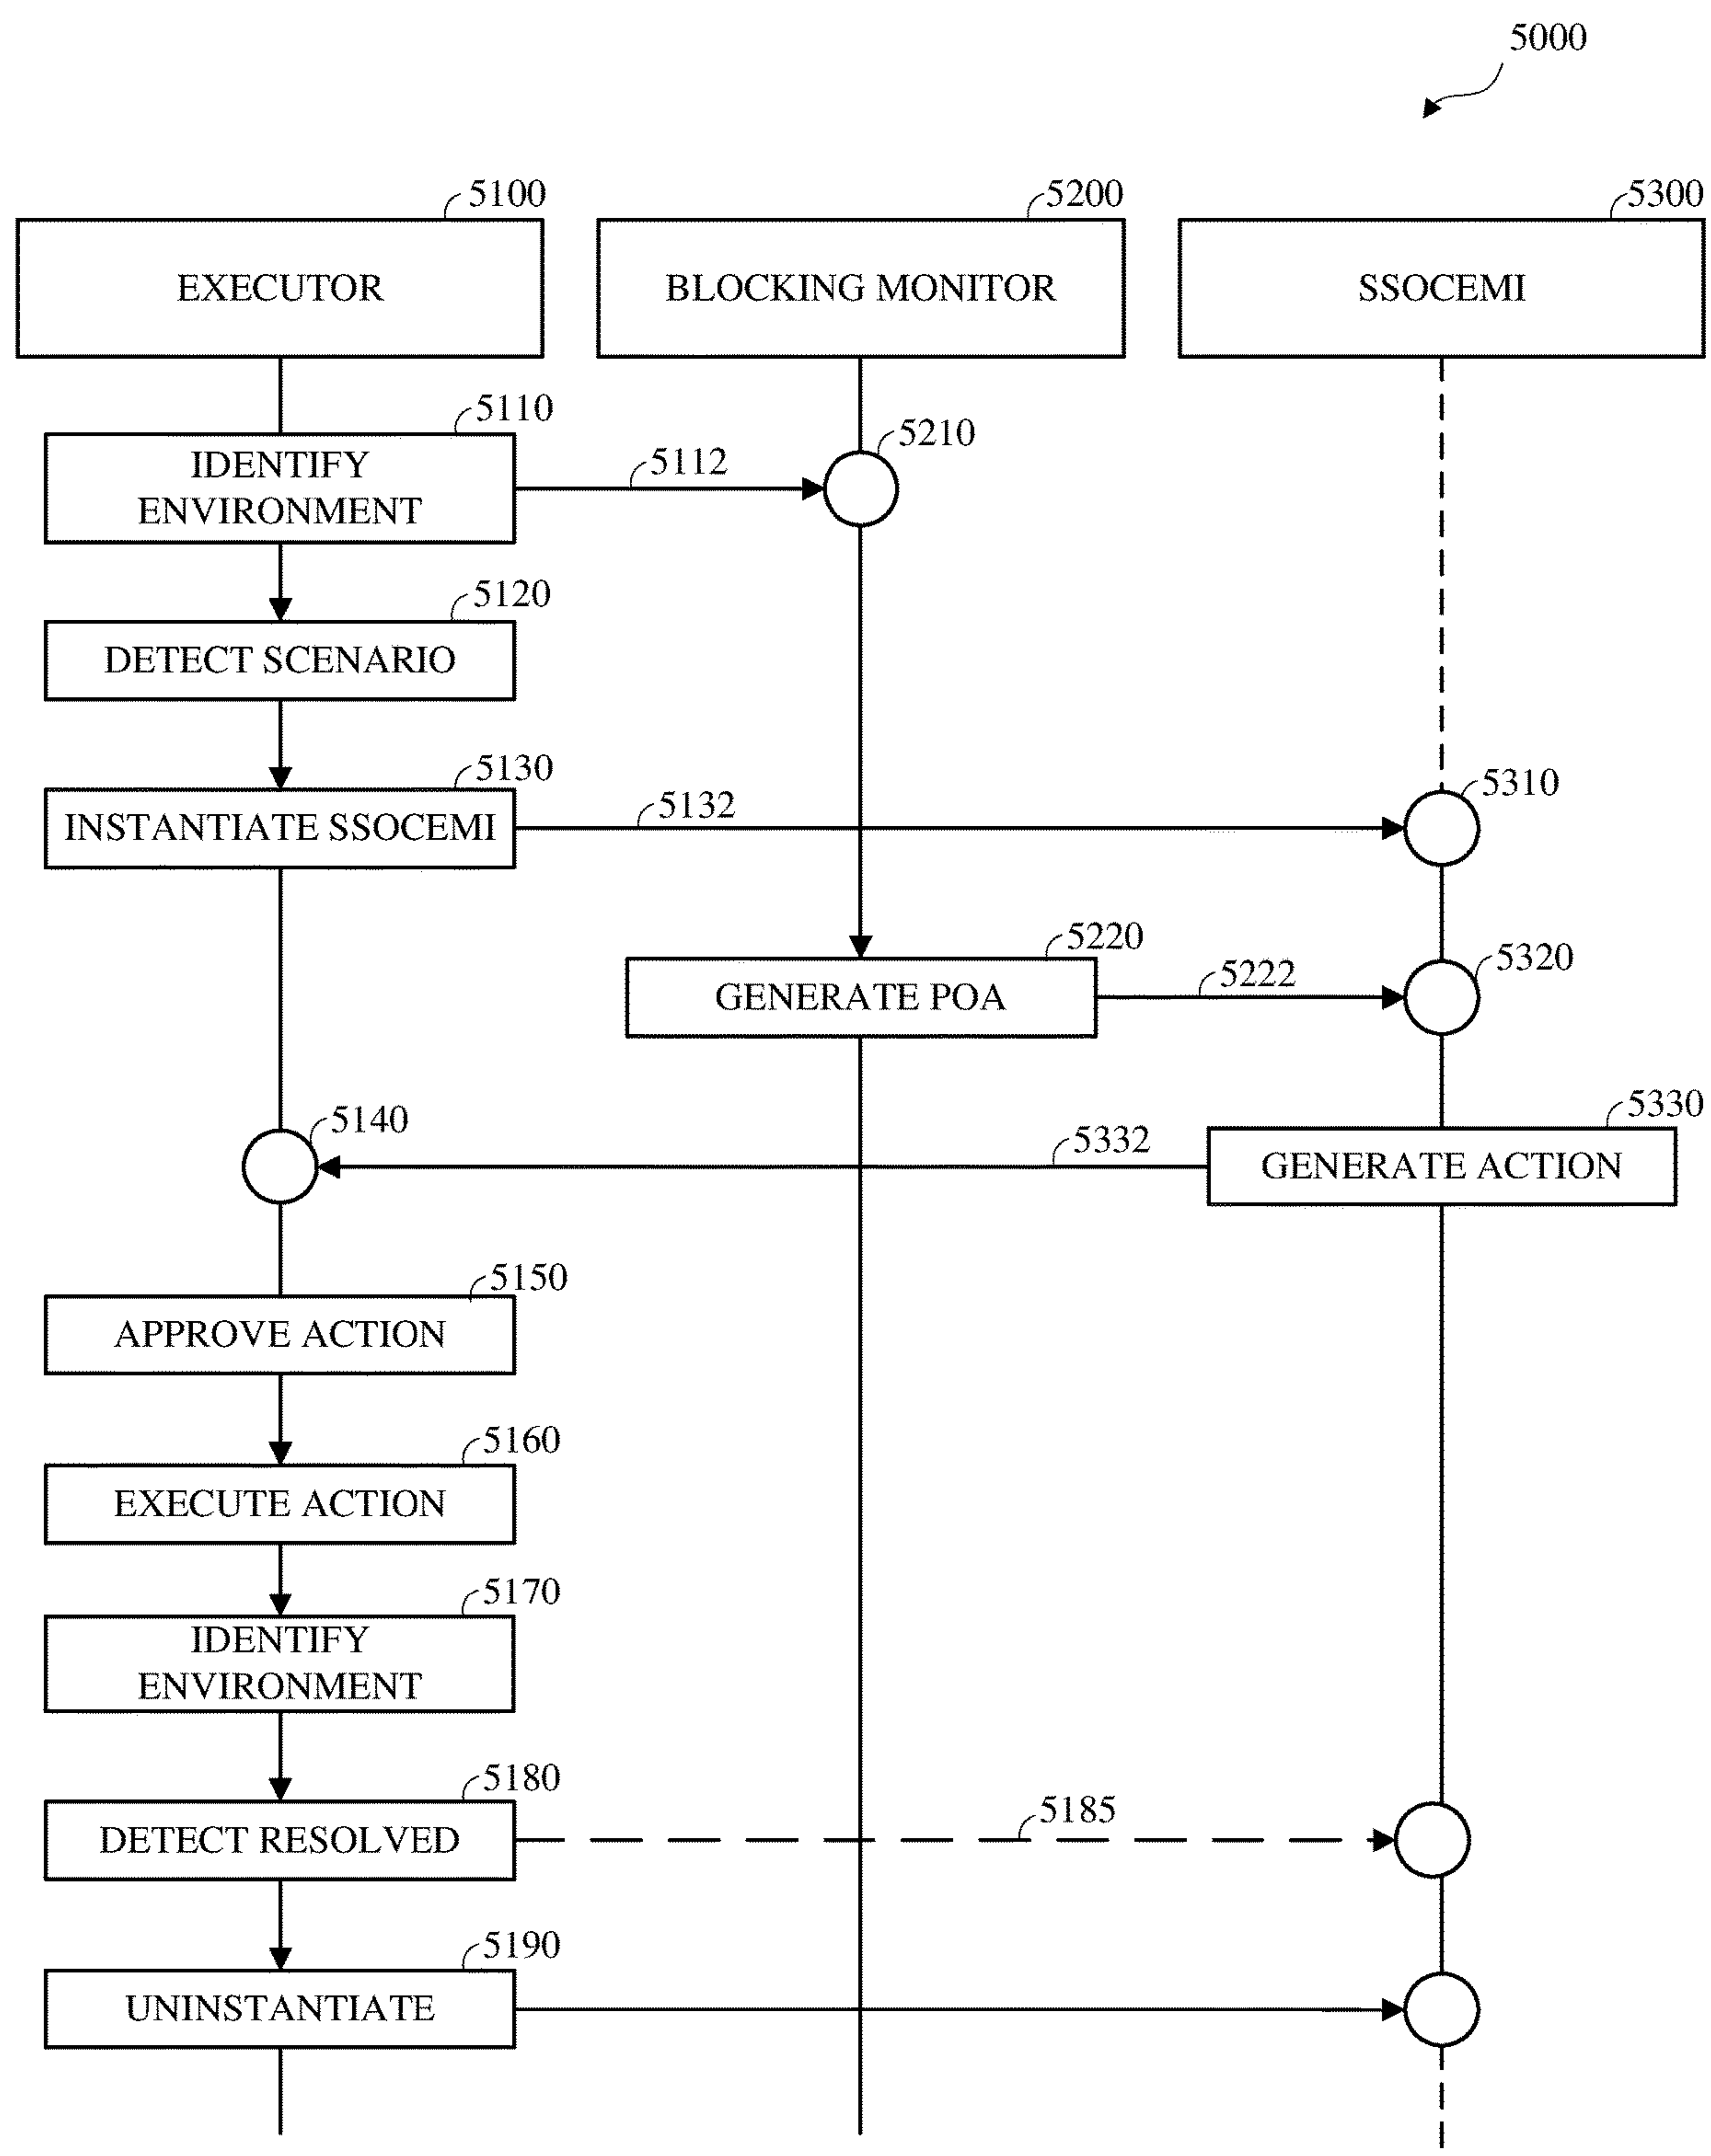 5000
5100
5200
5300
EXECUTOR
BLOCKING MONITOR
SSOCEMI
5110
IDENTIFY
ENVIRONMENT
5112
5210
5120
DETECT SCENARIO
5130
INSTANTIATE SSOCEMI
5132
5310
5220
GENERATE POA
5222
5320
5140
5332
5330
GENERATE ACTION
5150
APPROVE ACTION
5160
EXECUTE ACTION
5170
IDENTIFY
ENVIRONMENT
5180
DETECT RESOLVED
5185
5190
UNINSTANTIATE